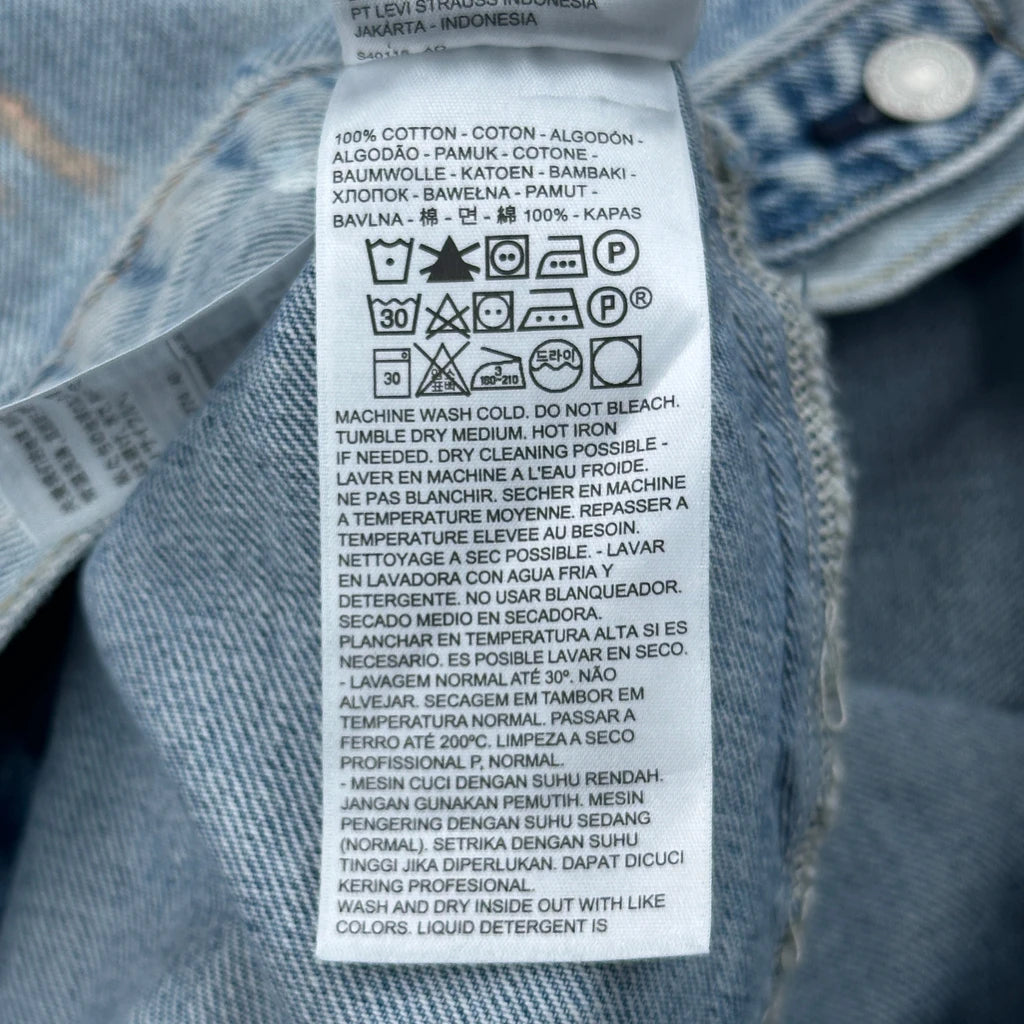 PT LEVI STRAUSS INDONESIA
JAKARTA - INDONESIA
100% COTTON - COTON - ALGODÓN -
ALGODÃO - PAMUK - COTONE -
BAUMWOLLE - KATOEN - BAMBAKI -
ХЛОПОК - BAWEŁNA - PAMUT -
BAVLNA - 棉 - 면 - 綿 100% - KAPAS
P
30 P®
30 3 180-210 드라이
MACHINE WASH COLD. DO NOT BLEACH.
TUMBLE DRY MEDIUM. HOT IRON
IF NEEDED. DRY CLEANING POSSIBLE -
LAVER EN MACHINE A L'EAU FROIDE.
NE PAS BLANCHIR. SECHER EN MACHINE
A TEMPERATURE MOYENNE. REPASSER A
TEMPERATURE ELEVEE AU BESOIN.
NETTOYAGE A SEC POSSIBLE. - LAVAR
EN LAVADORA CON AGUA FRIA Y
DETERGENTE. NO USAR BLANQUEADOR.
SECADO MEDIO EN SECADORA.
PLANCHAR EN TEMPERATURA ALTA SI ES
NECESARIO. ES POSIBLE LAVAR EN SECO.
- LAVAGEM NORMAL ATÉ 30º. NÃO
ALVEJAR. SECAGEM EM TAMBOR EM
TEMPERATURA NORMAL. PASSAR A
FERRO ATÉ 200ºC. LIMPEZA A SECO
PROFISSIONAL P, NORMAL.
- MESIN CUCI DENGAN SUHU RENDAH.
JANGAN GUNAKAN PEMUTIH. MESIN
PENGERING DENGAN SUHU SEDANG
(NORMAL). SETRIKA DENGAN SUHU
TINGGI JIKA DIPERLUKAN. DAPAT DICUCI
KERING PROFESIONAL.
WASH AND DRY INSIDE OUT WITH LIKE
COLORS. LIQUID DETERGENT IS